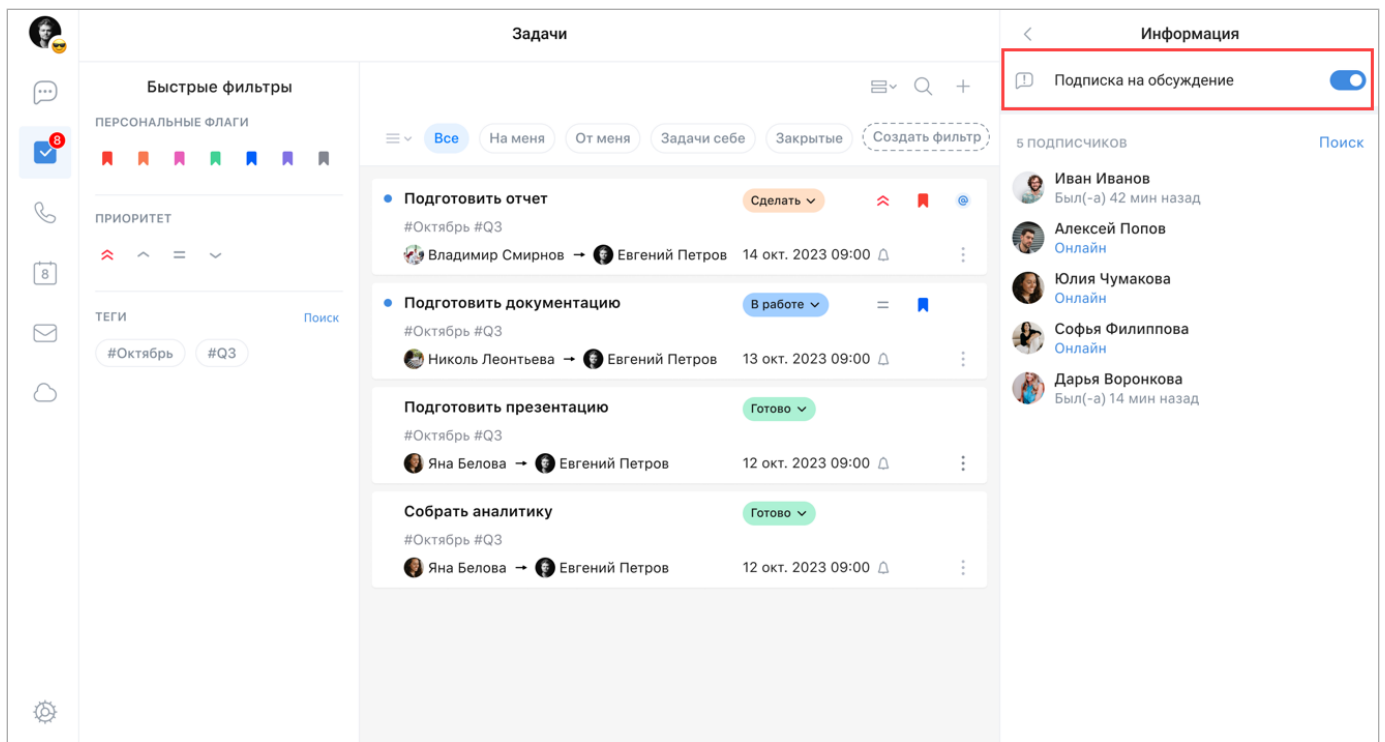 Задачи
Информация
Подписка на обсуждение
8
Быстрые фильтры
ПЕРСОНАЛЬНЫЕ ФЛАГИ
ПРИОРИТЕТ
8
ТЕГИ Поиск
#Октябрь #Q3
Все На меня От меня Задачи себе Закрытые Создать фильтр
Подготовить отчет Сделать @
#Октябрь #Q3
Владимир Смирнов → Евгений Петров 14 окт. 2023 09:00
Подготовить документацию В работе
#Октябрь #Q3
Николь Леонтьева → Евгений Петров 13 окт. 2023 09:00
Подготовить презентацию Готово
#Октябрь #Q3
Яна Белова → Евгений Петров 12 окт. 2023 09:00
Собрать аналитику Готово
#Октябрь #Q3
Яна Белова → Евгений Петров 12 окт. 2023 09:00
5 ПОДПИСЧИКОВ Поиск
Иван Иванов
Был(-а) 42 мин назад
Алексей Попов
Онлайн
Юлия Чумакова
Онлайн
Софья Филиппова
Онлайн
Дарья Воронкова
Был(-а) 14 мин назад